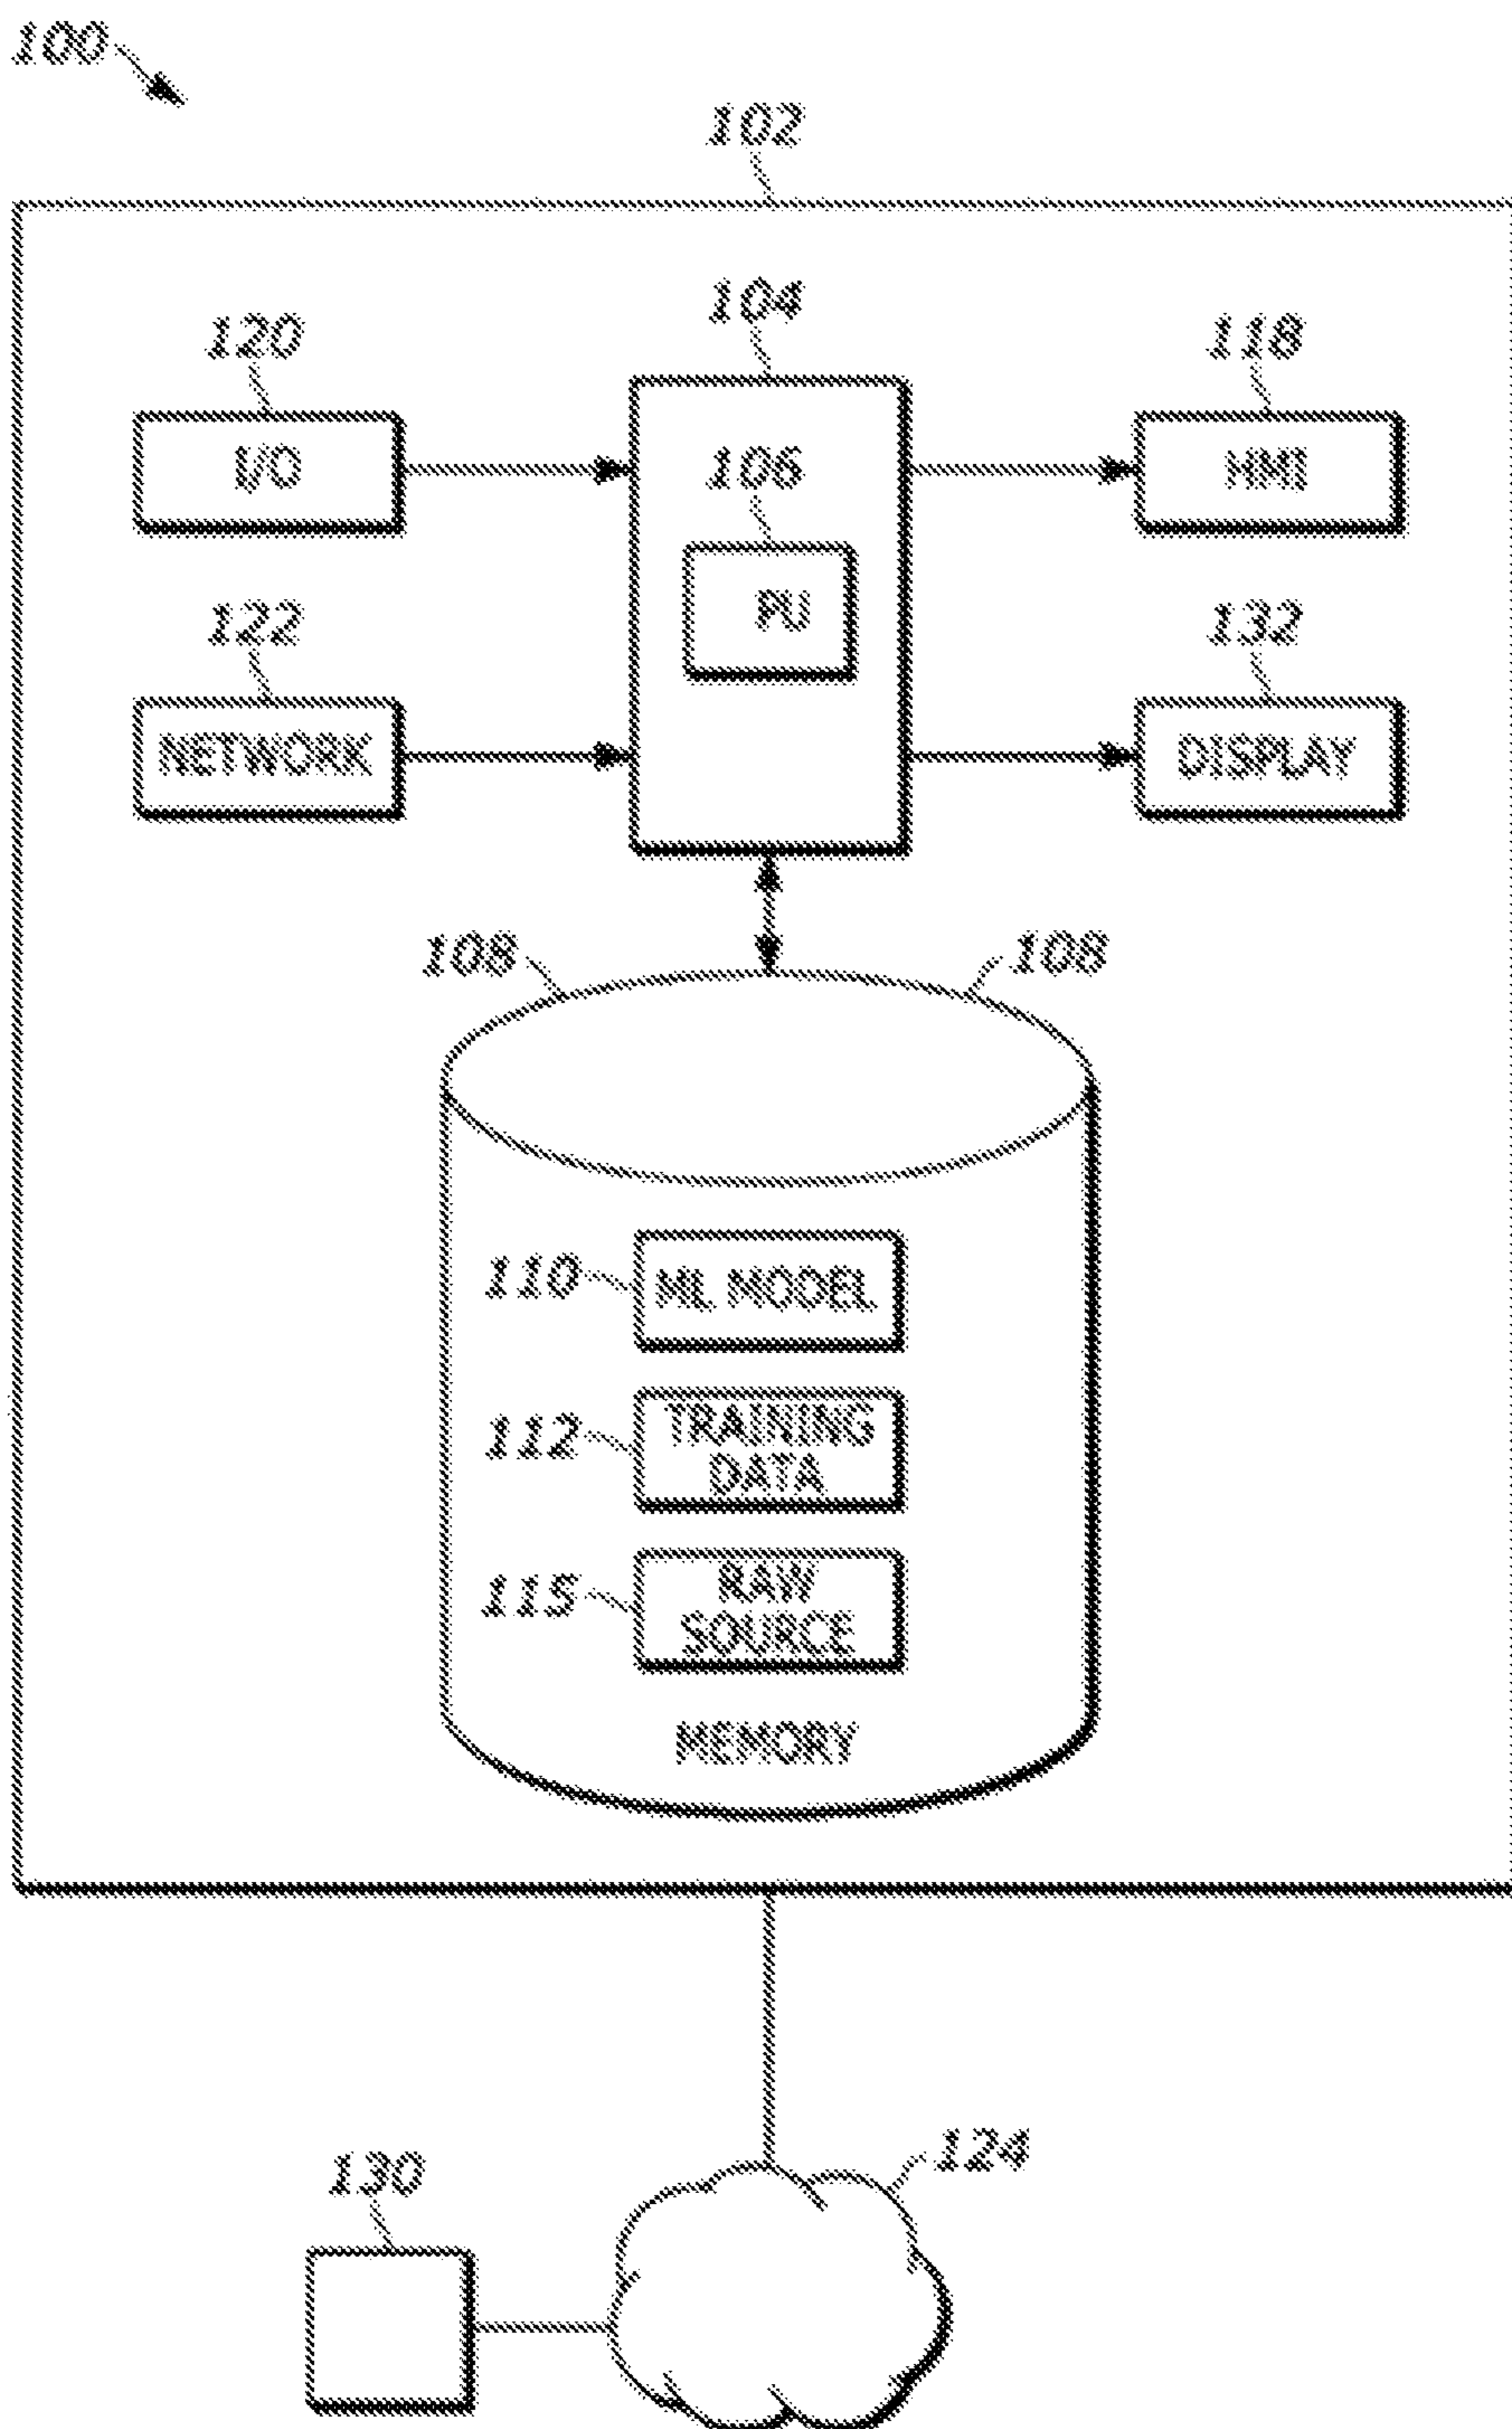 100
102
104
120
118
I/O
106
HMI
PU
122
132
NETWORK
DISPLAY
108
108
110
ML MODEL
112
TRAINING
DATA
115
RAW
SOURCE
MEMORY
124
130